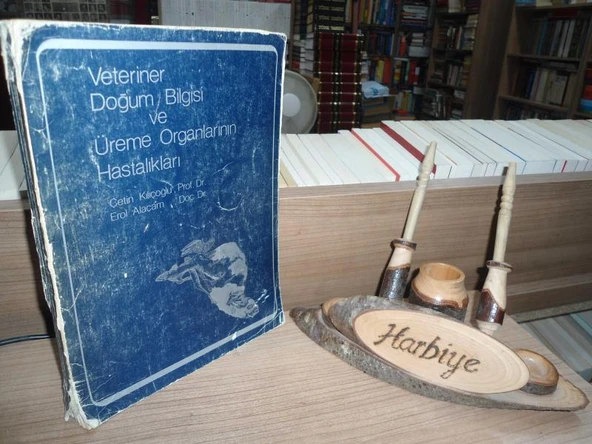 Veteriner
Doğum Bilgisi
ve
Üreme Organlarının
Hastalıkları
Çetin Kılıçoğlu Prof. Dr.
Erol Alaçam Doç. Dr.
Harbiye